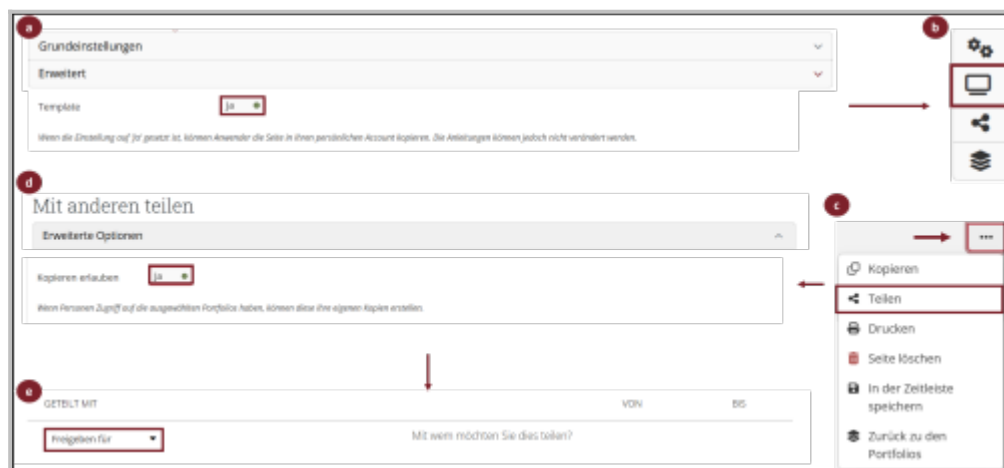 a
Grundeinstellungen
Erweitert
Template
Ja
Wenn die Einstellung auf 'Ja' gesetzt ist, können Anwender die Seite in ihren persönlichen Account kopieren. Die Anleitungen können jedoch nicht verändert werden.
b
d
Mit anderen teilen
Erweiterte Optionen
Kopieren erlauben
Ja
Wenn Personen Zugriff auf die ausgewählten Portfolios haben, können diese ihre eigenen Kopien erstellen.
c
Kopieren
Teilen
Drucken
Seite löschen
In der Zeitleiste
speichern
Zurück zu den
Portfolios
e
GETEILT MIT
VON
BIS
Freigeben für
Mit wem möchten Sie dies teilen?